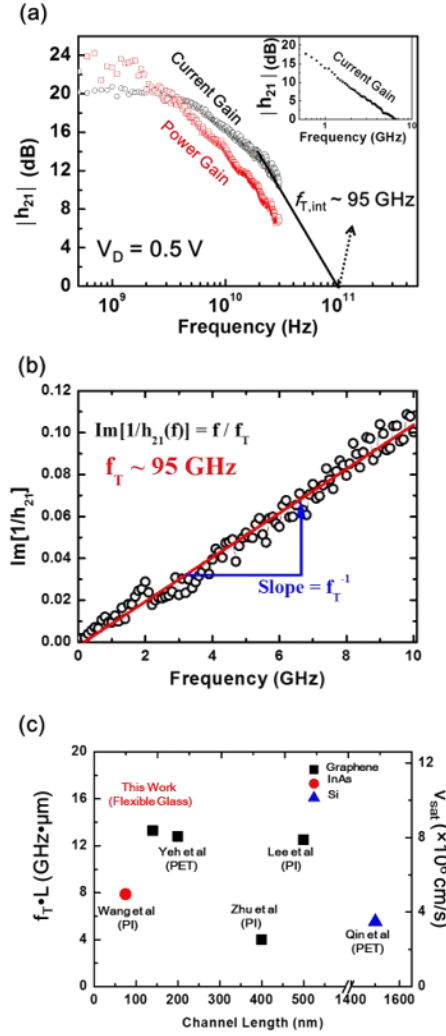 (a)
24
20
16
12
8
4
0
|h21| (dB)
Current Gain
Power Gain
fT,int ~ 95 GHz
VD = 0.5 V
10^9
10^10
10^11
Frequency (Hz)
20
15
10
5
0
|h21| (dB)
Current Gain
1
10
Frequency (GHz)
(b)
0.12
0.10
0.08
0.06
0.04
0.02
0.00
Im[1/h21]
Im[1/h21(f)] = f / fT
fT ~ 95 GHz
Slope = fT^-1
0
2
4
6
8
10
Frequency (GHz)
(c)
20
16
12
8
4
0
fT•L (GHz•μm)
This Work
(Flexible Glass)
Graphene
InAs
Si
Yeh et al
(PET)
Lee et al
(PI)
Wang et al
(PI)
Zhu et al
(PI)
Qin et al
(PET)
12
8
4
0
Vsat (×10^6 cm/s)
0
100
200
300
400
500
1400
1600
Channel Length (nm)